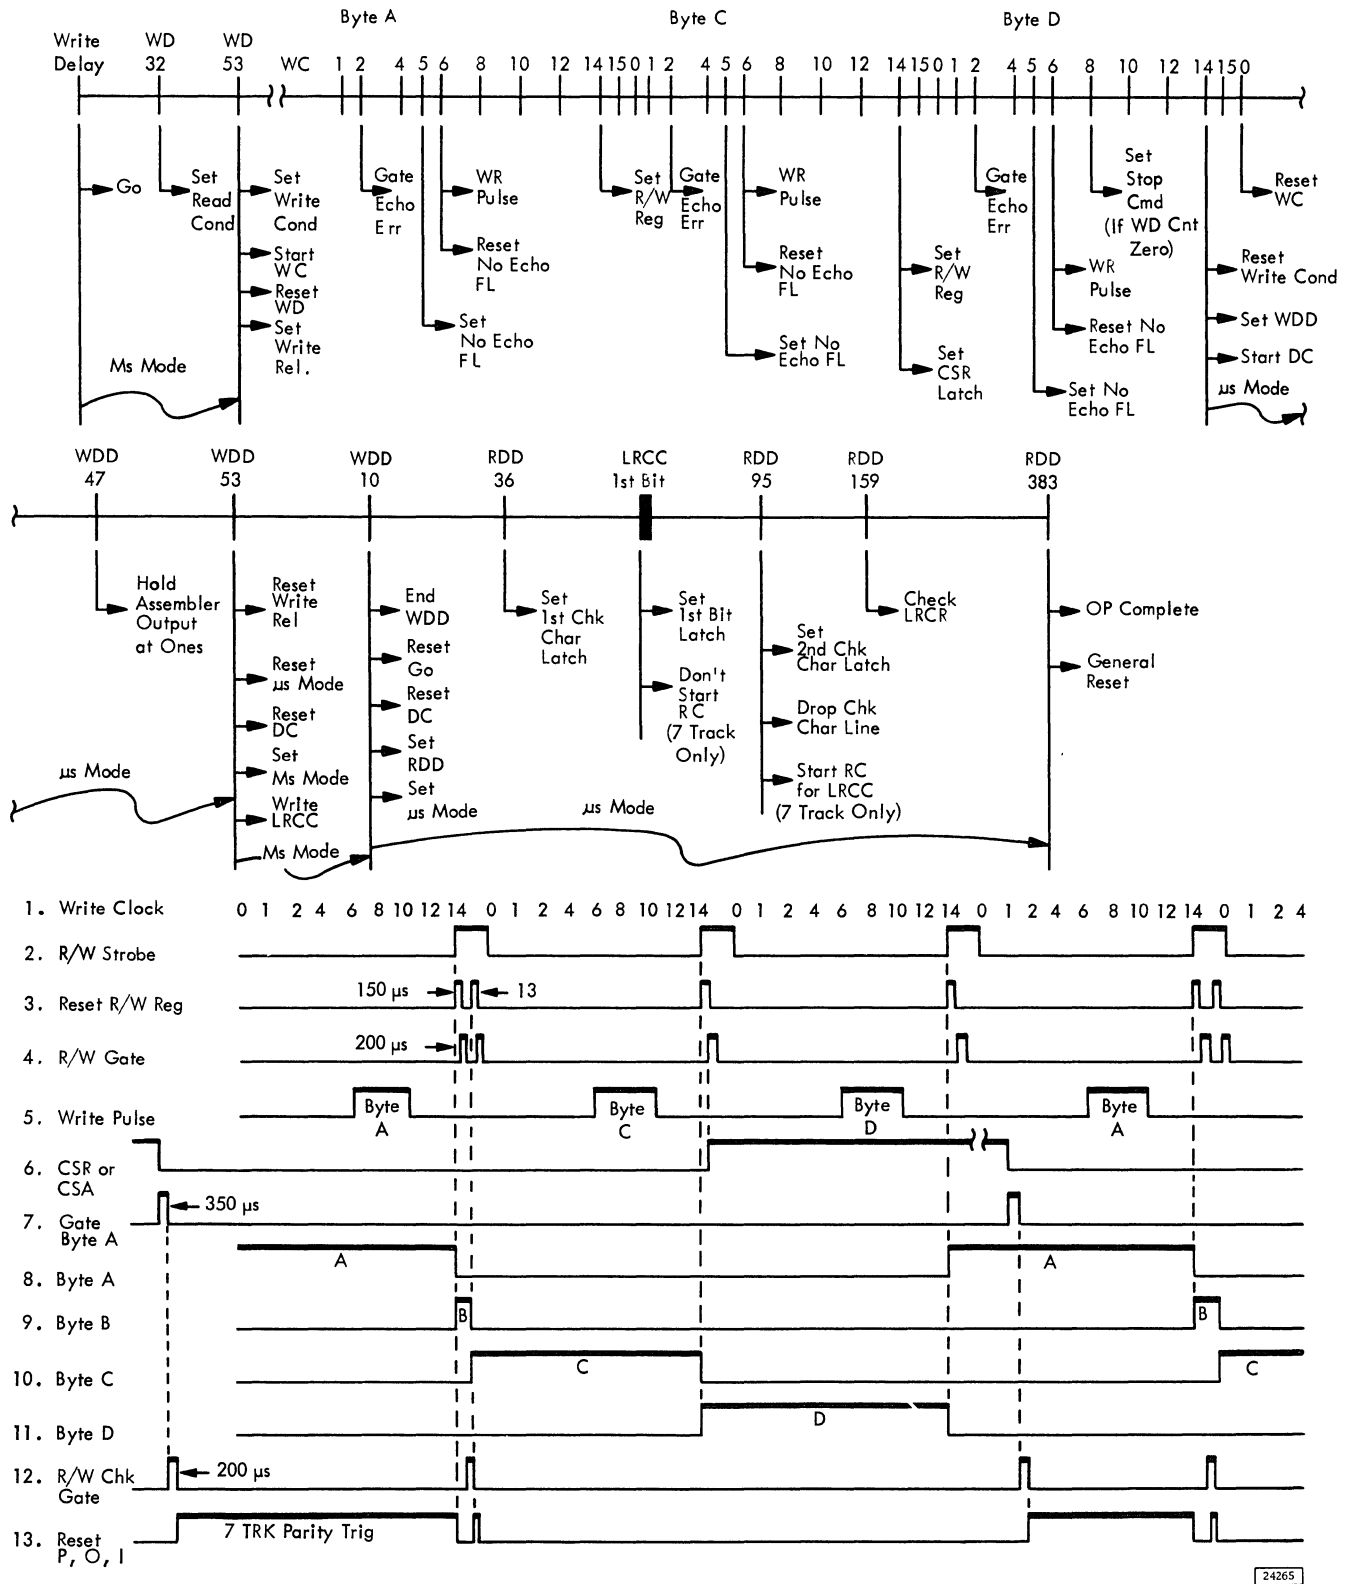 Byte A Byte C Byte D
Write Delay WD 32 WD 53 WC 1 2 4 5 6 8 10 12 14 15 0 1 2 4 5 6 8 10 12 14 15 0 1 2 4 5 6 8 10 12 14 15 0
Go
Set Read Cond
Set Write Cond
Start WC
Reset WD
Set Write Rel.
Gate Echo Err
WR Pulse
Reset No Echo FL
Set No Echo FL
Set R/W Reg
Gate Echo Err
WR Pulse
Reset No Echo FL
Set No Echo FL
Set R/W Reg
Set CSR Latch
Gate Echo Err
Set Stop Cmd (If WD Cnt Zero)
WR Pulse
Reset No Echo FL
Set No Echo FL
Reset WC
Reset Write Cond
Set WDD
Start DC
Ms Mode
µs Mode
WDD 47 WDD 53 WDD 10 RDD 36 LRCC 1st Bit RDD 95 RDD 159 RDD 383
Hold Assembler Output at Ones
Reset Write Rel
Reset µs Mode
Reset DC
Set Ms Mode
Write LRCC
End WDD
Reset Go
Reset DC
Set RDD
Set µs Mode
Set 1st Chk Char Latch
Set 1st Bit Latch
Don't Start RC (7 Track Only)
Set 2nd Chk Char Latch
Drop Chk Char Line
Start RC for LRCC (7 Track Only)
Check LRCR
OP Complete
General Reset
µs Mode
Ms Mode
µs Mode
1. Write Clock 0 1 2 4 6 8 10 12 14 0 1 2 4 6 8 10 12 14 0 1 2 4 6 8 10 12 14 0 1 2 4 6 8 10 12 14 0 1 2 4
2. R/W Strobe
3. Reset R/W Reg 150 µs 13
4. R/W Gate 200 µs
5. Write Pulse Byte A Byte C Byte D Byte A
6. CSR or CSA
7. Gate Byte A 350 µs
8. Byte A A A
9. Byte B B B
10. Byte C C C
11. Byte D D
12. R/W Chk Gate 200 µs
13. Reset P, O, I 7 TRK Parity Trig
24265